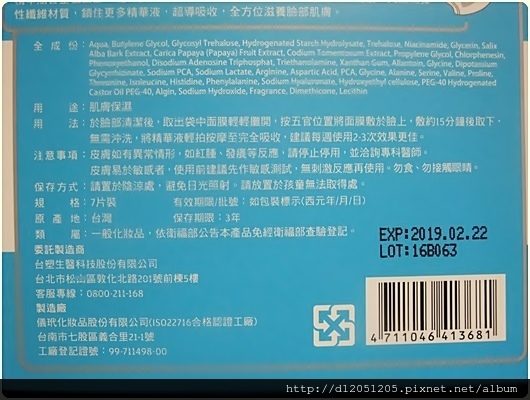 性纖維材質，鎖住更多精華液，超導吸收，全方位滋養臉部肌膚。
全 成 份： Aqua, Butylene Glycol, Glycosyl Trehalose, Hydrogenated Starch Hydrolysate, Trehalose, Niacinamide, Glycerin, Salix
Alba Bark Extract, Carica Papaya (Papaya) Fruit Extract, Codium Tomentosum Extract, Propylene Glycol, Chlorphenesin,
Phenoxyethanol, Disodium Adenosine Triphosphate, Triethanolamine, Xanthan Gum, Allantoin, Glycine, Dipotassium
Glycyrrhizinate, Sodium PCA, Sodium Lactate, Arginine, Aspartic Acid, PCA, Glycine, Alanine, Serine, Valine, Proline,
Threonine, Isoleucine, Histidine, Phenylalanine, Sodium Hyaluronate, Hydroxyethyl cellulose, PEG-40 Hydrogenated
Castor Oil PEG-40, Alcohol, Sodium Hydroxide, Fragrance, Dimethicone, Lecithin
用 途： 肌膚保濕
用 法： 於臉部清潔後，取出袋中面膜輕輕攤開，按五官位置將面膜敷於臉上，敷約15分鐘後取下，
無需沖洗，將精華液輕拍按摩至完全吸收，建議每週使用2-3次效果佳。
注意事項： 皮膚如有異常情形，如紅腫、發癢等反應，請停止停用，並洽詢專科醫師。
皮膚易於敏感者，使用前建議先作敏感測試，無刺激反應再使用。勿食、勿接觸眼睛。
保存方式： 請置於陰涼處，避免日光照射。請放置於孩童無法取得處。
規 格： 7片裝 有效期限/批號：如包裝標示(西元年/月/日)
原 產 地： 台灣 保存期限：3年
類 屬： 一般化妝品，依衛福部公告本產品免經衛福部查驗登記。
EXP:2019.02.22
LOT:16B063
委託製造商
台塑生醫科技股份有限公司
台北市松山區敦化北路201號前棟5樓
客服專線：0800-211-168
製造廠
儀玳化妝品股份有限公司(ISO22716合格認證工廠)
台南市七股區義合里21-1
工廠登記證號：99-711498-00
4 711046 413681
http://d12051205.pixnet.net/album